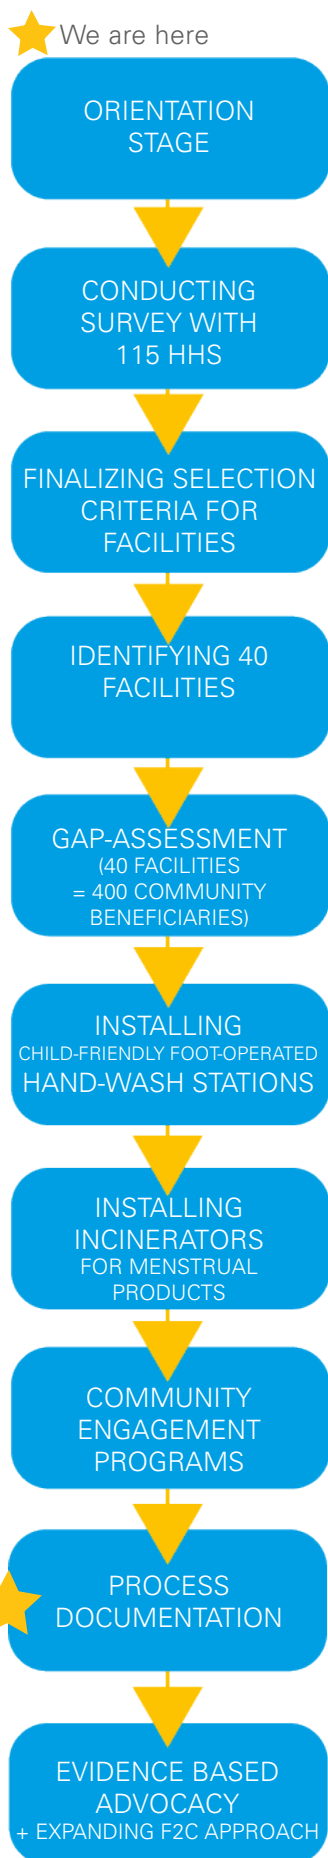 We are here
ORIENTATION
STAGE
CONDUCTING
SURVEY WITH
115 HHS
FINALIZING SELECTION
CRITERIA FOR
FACILITIES
IDENTIFYING 40
FACILITIES
GAP-ASSESSMENT
(40 FACILITIES
= 400 COMMUNITY
BENEFICIARIES)
INSTALLING
CHILD-FRIENDLY FOOT-OPERATED
HAND-WASH STATIONS
INSTALLING
INCINERATORS
FOR MENSTRUAL
PRODUCTS
COMMUNITY
ENGAGEMENT
PROGRAMS
PROCESS
DOCUMENTATION
EVIDENCE BASED
ADVOCACY
+ EXPANDING F2C APPROACH